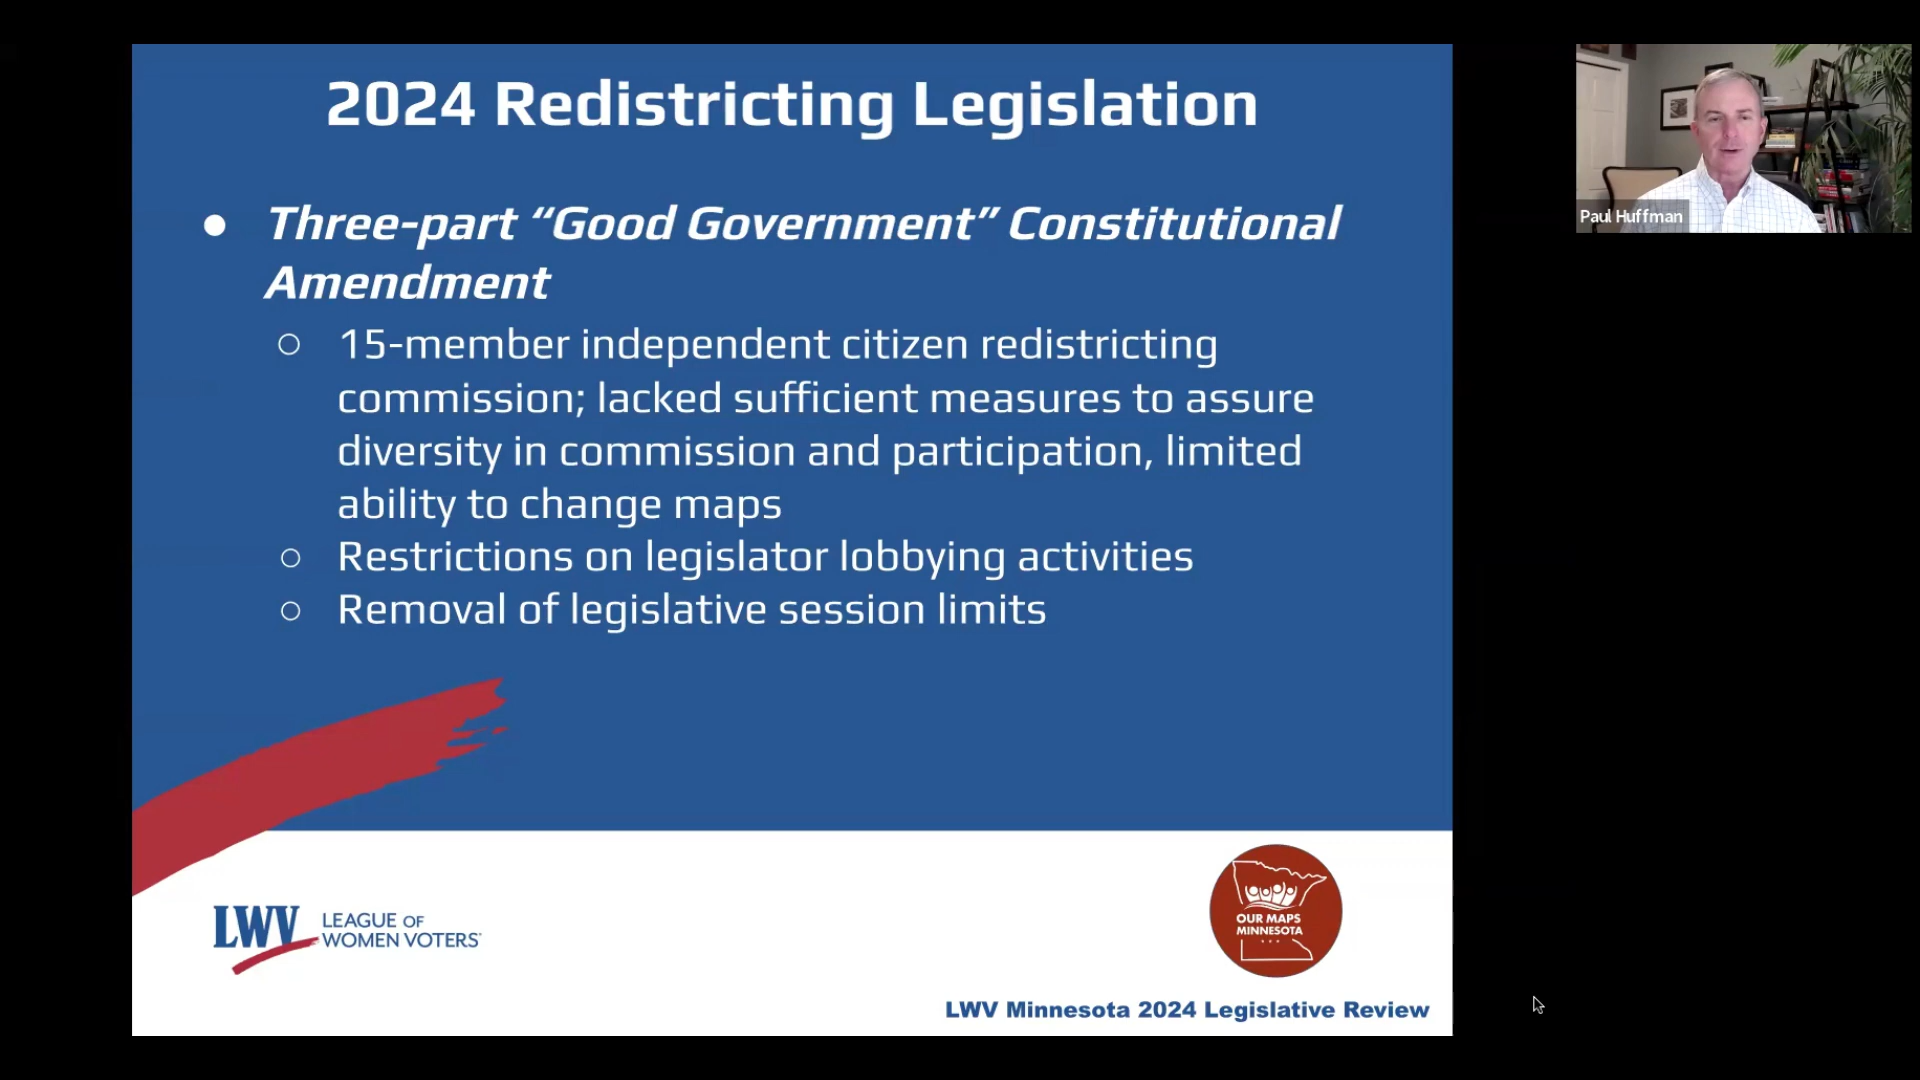 2024 Redistricting Legislation
● Three-part “Good Government” Constitutional
Amendment
○ 15-member independent citizen redistricting
commission; lacked sufficient measures to assure
diversity in commission and participation, limited
ability to change maps
○ Restrictions on legislator lobbying activities
○ Removal of legislative session limits
Paul Huffman
LWV LEAGUE OF
WOMEN VOTERS®
OUR MAPS
MINNESOTA
LWV Minnesota 2024 Legislative Review